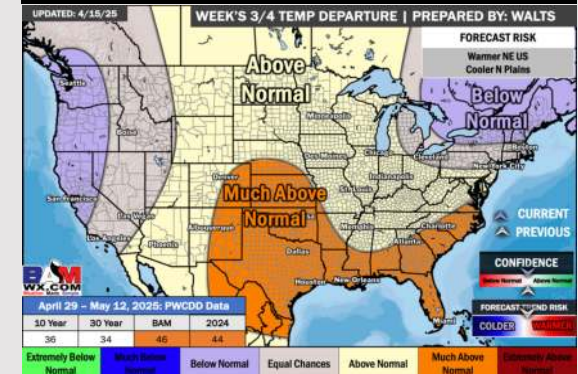 UPDATED: 4/15/25
WEEK'S 3/4 TEMP DEPARTURE | PREPARED BY: WALTS
FORECAST RISK
Warmer NE US
Cooler N Plains
Above
Normal
Below
Normal
Much Above
Normal
Seattle
Boise
San Francisco
Las Vegas
Los Angeles
Phoenix
Albuquerque
Denver
Minneapolis
Des Moines
Chicago
Cleveland
Boston
New York City
Indianapolis
St. Louis
Memphis
Charlotte
Atlanta
Dallas
Houston
New Orleans
Miami
CURRENT
PREVIOUS
CONFIDENCE
Below Normal
Above Normal
FORECAST TREND RISK
COLDER
WARMER
BAM
WX.COM
April 29 – May 12, 2025: PWCDD Data
10 Year 30 Year BAM 2024
36 34 46 44
Extremely Below Normal
Much Below Normal
Below Normal
Equal Chances
Above Normal
Much Above Normal
Extremely Above Normal